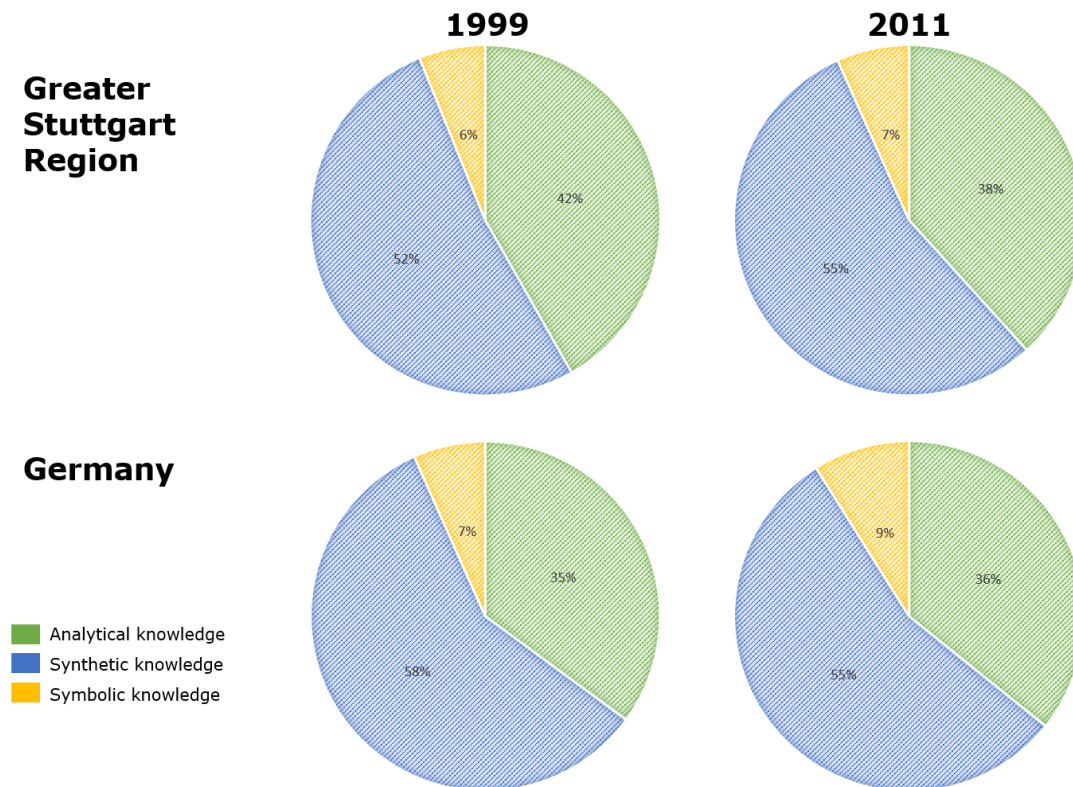 1999
2011
Greater
Stuttgart
Region
6%
42%
52%
7%
38%
55%
Germany
7%
35%
58%
9%
36%
55%
Analytical knowledge
Synthetic knowledge
Symbolic knowledge